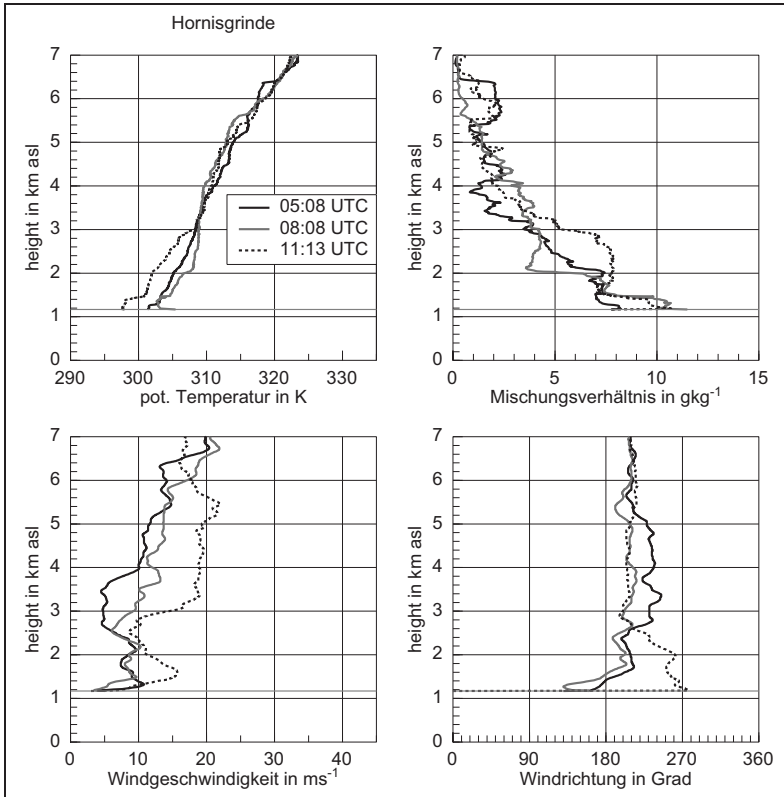 Hornisgrinde
7
6
5
4
3
2
1
0
height in km asl
290 300 310 320 330
pot. Temperatur in K
05:08 UTC
08:08 UTC
11:13 UTC
7
6
5
4
3
2
1
0
height in km asl
0 5 10 15
Mischungsverhältnis in gkg-1
7
6
5
4
3
2
1
0
height in km asl
0 10 20 30 40
Windgeschwindigkeit in ms-1
7
6
5
4
3
2
1
0
height in km asl
0 90 180 270 360
Windrichtung in Grad